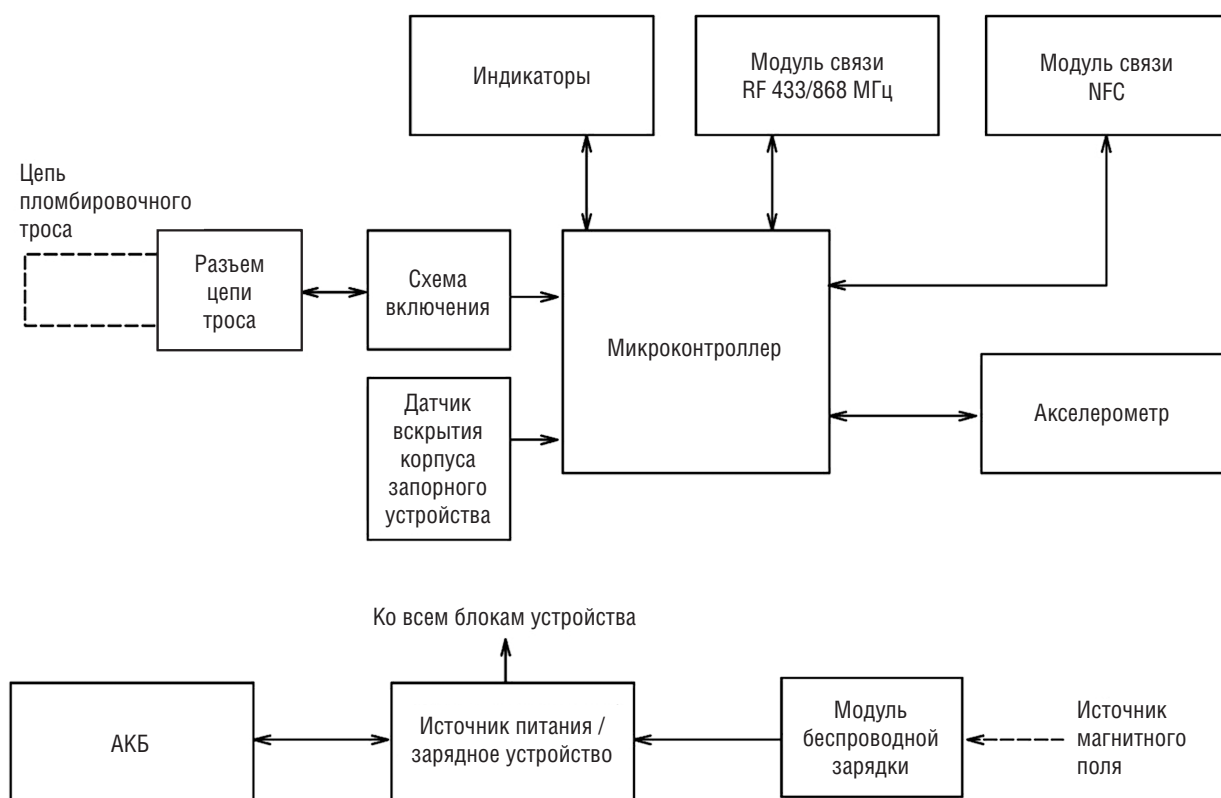 Индикаторы
Модуль связи
RF 433/868 МГц
Модуль связи
NFC
Цепь
пломбировочного
троса
Разъем
цепи
троса
Схема
включения
Микроконтроллер
Датчик
вскрытия
корпуса
запорного
устройства
Акселерометр
Ко всем блокам устройства
АКБ
Источник питания /
зарядное устройство
Модуль
беспроводной
зарядки
Источник
магнитного
поля